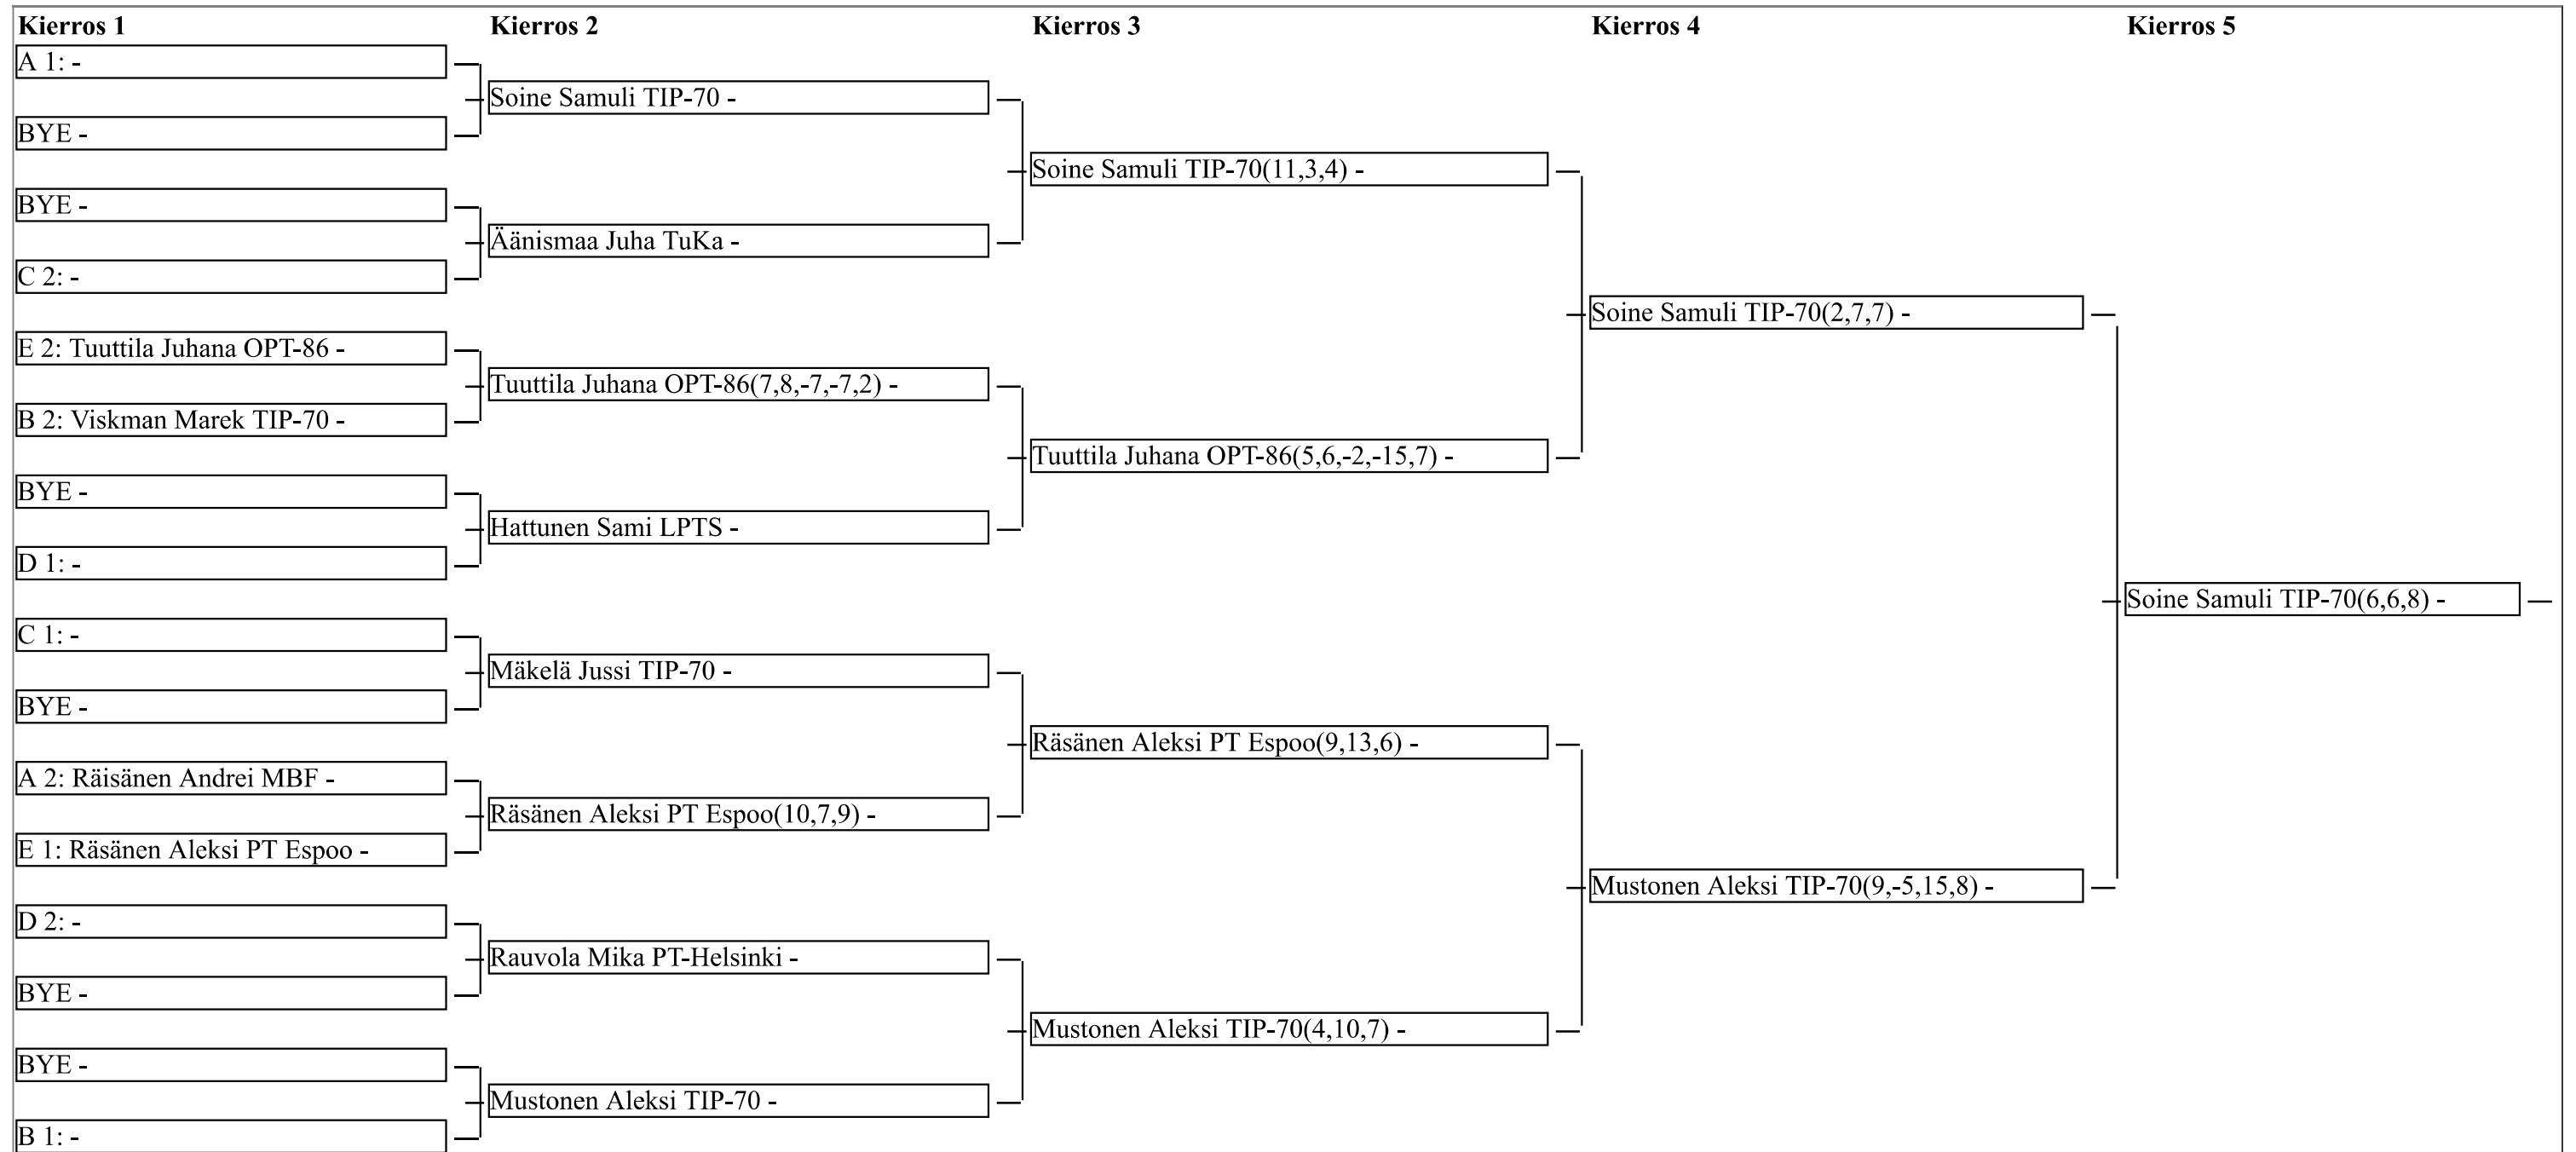 Kierros 1
Kierros 2
Kierros 3
Kierros 4
Kierros 5
A 1: -
Soine Samuli TIP-70 -
BYE -
Soine Samuli TIP-70(11,3,4) -
BYE -
Äänismaa Juha TuKa -
C 2: -
Soine Samuli TIP-70(2,7,7) -
E 2: Tuuttila Juhana OPT-86 -
Tuuttila Juhana OPT-86(7,8,-7,-7,2) -
B 2: Viskman Marek TIP-70 -
Tuuttila Juhana OPT-86(5,6,-2,-15,7) -
BYE -
Hattunen Sami LPTS -
D 1: -
Soine Samuli TIP-70(6,6,8) -
C 1: -
Mäkelä Jussi TIP-70 -
BYE -
Räsänen Aleksi PT Espoo(9,13,6) -
A 2: Räisänen Andrei MBF -
Räsänen Aleksi PT Espoo(10,7,9) -
E 1: Räsänen Aleksi PT Espoo -
Mustonen Aleksi TIP-70(9,-5,15,8) -
D 2: -
Rauvola Mika PT-Helsinki -
BYE -
Mustonen Aleksi TIP-70(4,10,7) -
BYE -
Mustonen Aleksi TIP-70 -
B 1: -